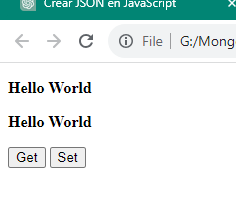 Crear JSON en JavaScript
File G:/Mong
Hello World
Hello World
Get Set